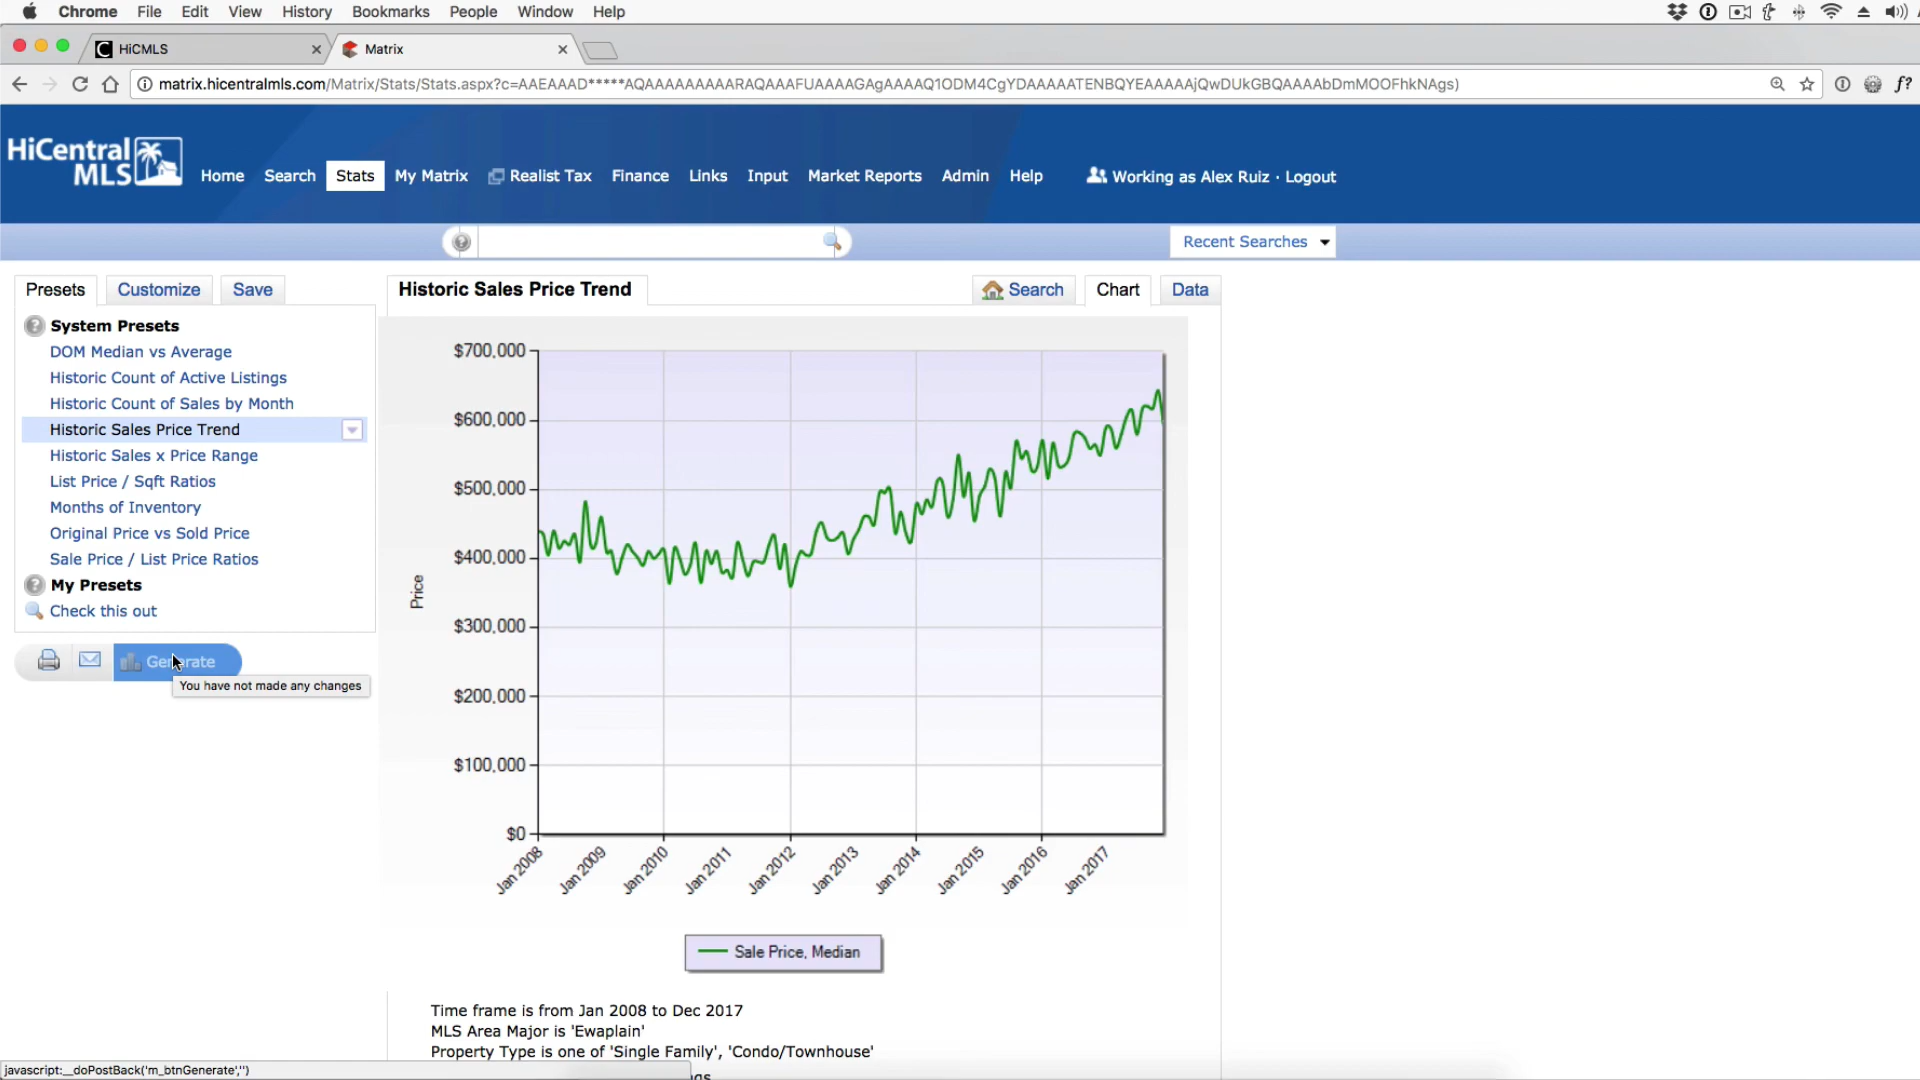 Chrome File Edit View History Bookmarks People Window Help
HiCMLS
Matrix
matrix.hicentralmls.com/Matrix/Stats/Stats.aspx?c=AAEAAAD*****AQAAAAAAAAARAQAAAFUAAAAGAgAAAAQ1ODM4CgYDAAAAATENBQYEAAAAAjQwDUkGBQAAAAbDmMOOFhkNAgs)
f?
HiCentral
MLS
Home Search Stats My Matrix Realist Tax Finance Links Input Market Reports Admin Help
Working as Alex Ruiz · Logout
Recent Searches
Presets Customize Save
System Presets
DOM Median vs Average
Historic Count of Active Listings
Historic Count of Sales by Month
Historic Sales Price Trend
Historic Sales x Price Range
List Price / Sqft Ratios
Months of Inventory
Original Price vs Sold Price
Sale Price / List Price Ratios
My Presets
Check this out
Generate
You have not made any changes
Historic Sales Price Trend
Search Chart Data
$700,000
$600,000
$500,000
$400,000
$300,000
$200,000
$100,000
$0
Price
Jan 2008 Jan 2009 Jan 2010 Jan 2011 Jan 2012 Jan 2013 Jan 2014 Jan 2015 Jan 2016 Jan 2017
Sale Price, Median
Time frame is from Jan 2008 to Dec 2017
MLS Area Major is 'Ewaplain'
Property Type is one of 'Single Family', 'Condo/Townhouse'
javascript:__doPostBack('m_btnGenerate','')